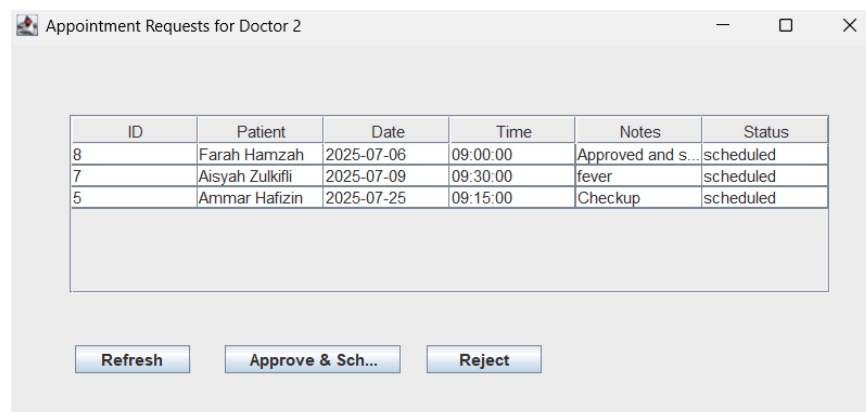 Appointment Requests for Doctor 2
ID Patient Date Time Notes Status
8 Farah Hamzah 2025-07-06 09:00:00 Approved and s... scheduled
7 Aisyah Zulkifli 2025-07-09 09:30:00 fever scheduled
5 Ammar Hafizin 2025-07-25 09:15:00 Checkup scheduled
Refresh Approve & Sch... Reject